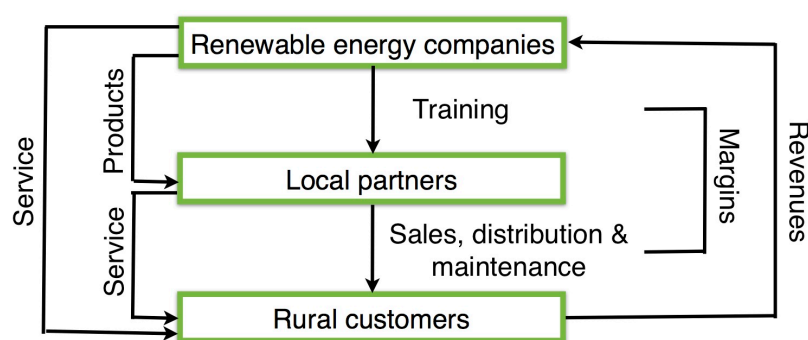 Renewable energy companies
Training
Products
Service
Local partners
Margins
Revenues
Sales, distribution &
maintenance
Service
Rural customers